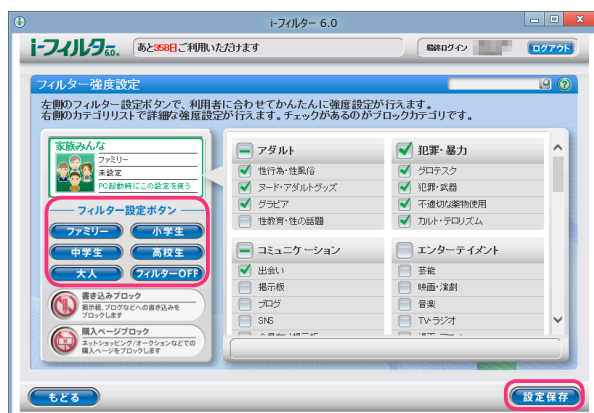 i-フィルター 6.0
i-フィルター 6.0
あと358日ご利用いただけます
最終ログイン
ログアウト
フィルター強度設定
左側のフィルター設定ボタンで、利用者に合わせてかんたんに強度設定が行えます。
右側のカテゴリリストで詳細な強度設定が行えます。チェックがあるのがブロックカテゴリです。
家族みんな
ファミリー
未設定
PC起動時にこの設定を使う
フィルター設定ボタン
ファミリー 小学生
中学生 高校生
大人 フィルターOFF
書き込みブロック
掲示板、ブログなどへの書き込みを
ブロックします
購入ページブロック
ネットショッピング/オークションなどでの
購入ページをブロックします
アダルト
性行為・性風俗
ヌード・アダルトグッズ
グラビア
性教育・性の話題
犯罪・暴力
グロテスク
犯罪・武器
不適切な薬物使用
カルト・テロリズム
コミュニケーション
出会い
掲示板
ブログ
SNS
エンターテイメント
芸能
映画・演劇
音楽
TV・ラジオ
もどる
設定保存